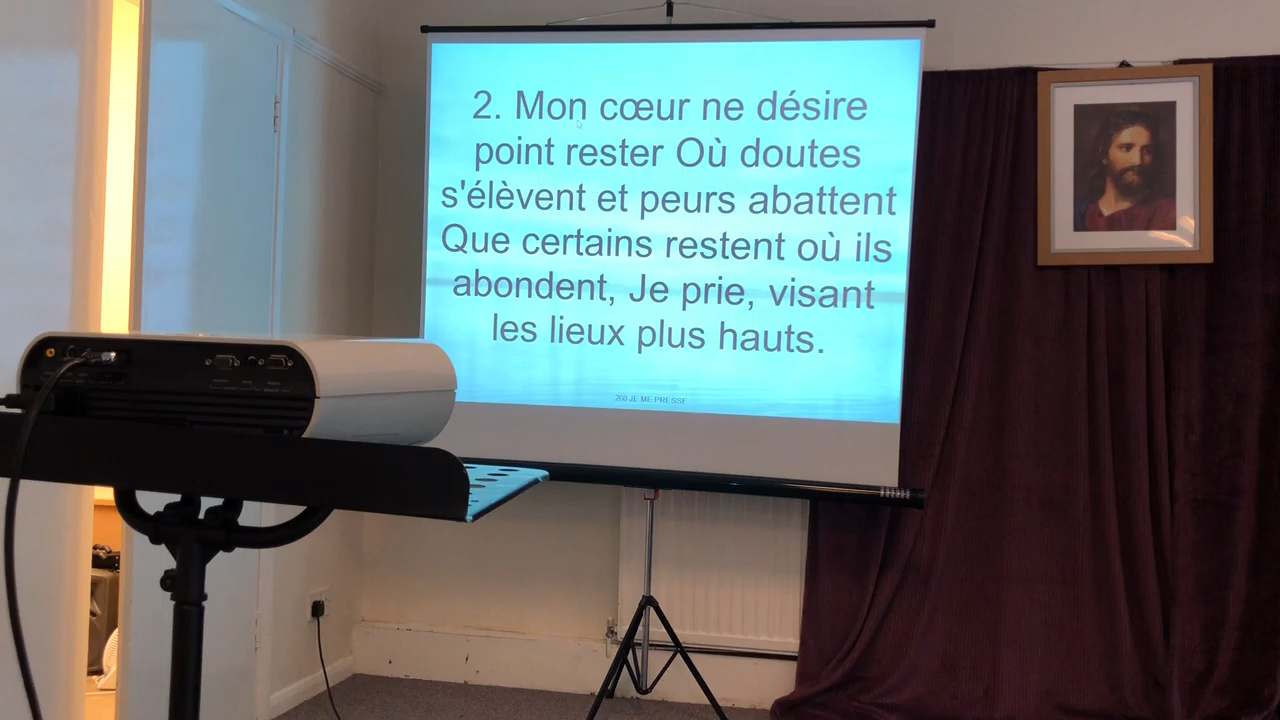 2. Mon cœur ne désire
point rester Où doutes
s'élèvent et peurs abattent
Que certains restent où ils
abondent, Je prie, visant
les lieux plus hauts.
200 JE ME PRESSE